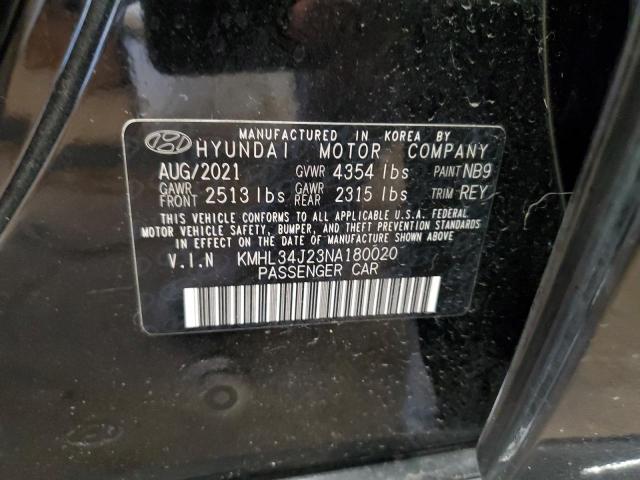 MANUFACTURED IN KOREA BY
HYUNDAI MOTOR COMPANY
AUG/2021 GVWR 4354 lbs PAINT NB9
GAWR FRONT 2513 lbs GAWR REAR 2315 lbs TRIM REY
THIS VEHICLE CONFORMS TO ALL APPLICABLE U.S.A. FEDERAL
MOTOR VEHICLE SAFETY, BUMPER, AND THEFT PREVENTION STANDARDS
IN EFFECT ON THE DATE OF MANUFACTURE SHOWN ABOVE
V.I.N KMHL34J23NA180020
PASSENGER CAR